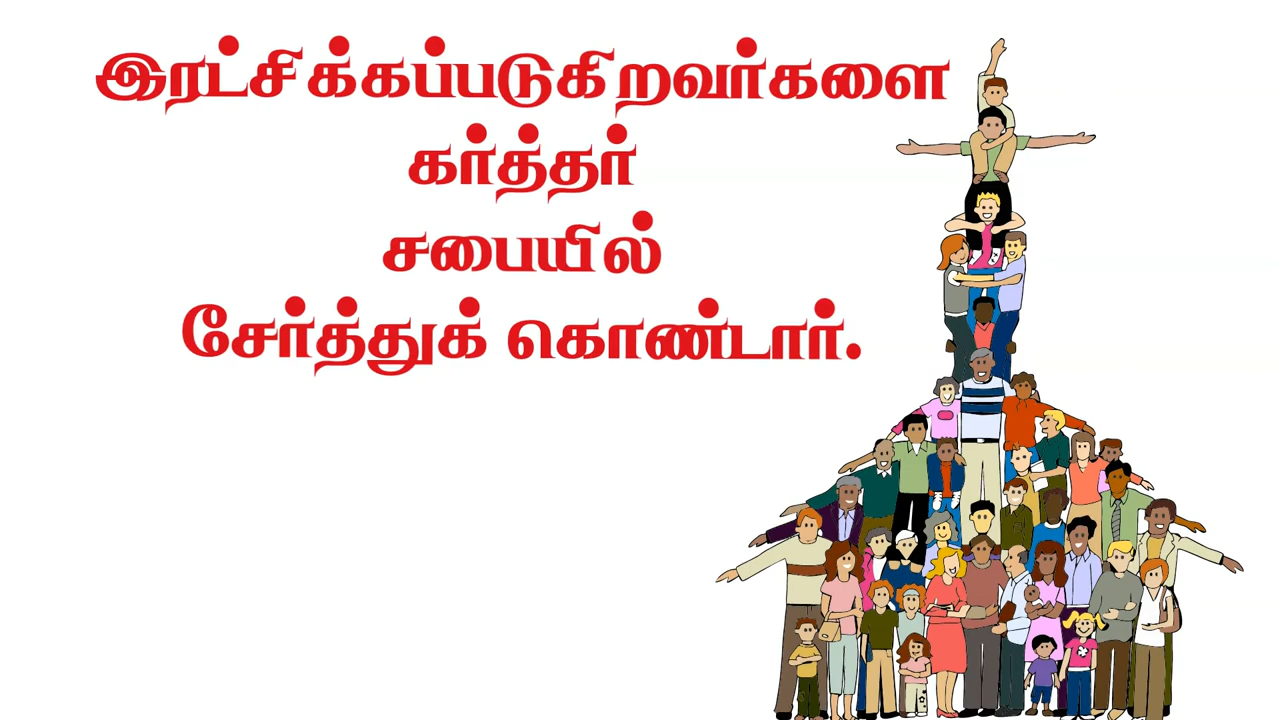 இரட்சிக்கப்படுகிறவர்களை
கர்த்தர்
சபையில்
சேர்த்துக் கொண்டார்.